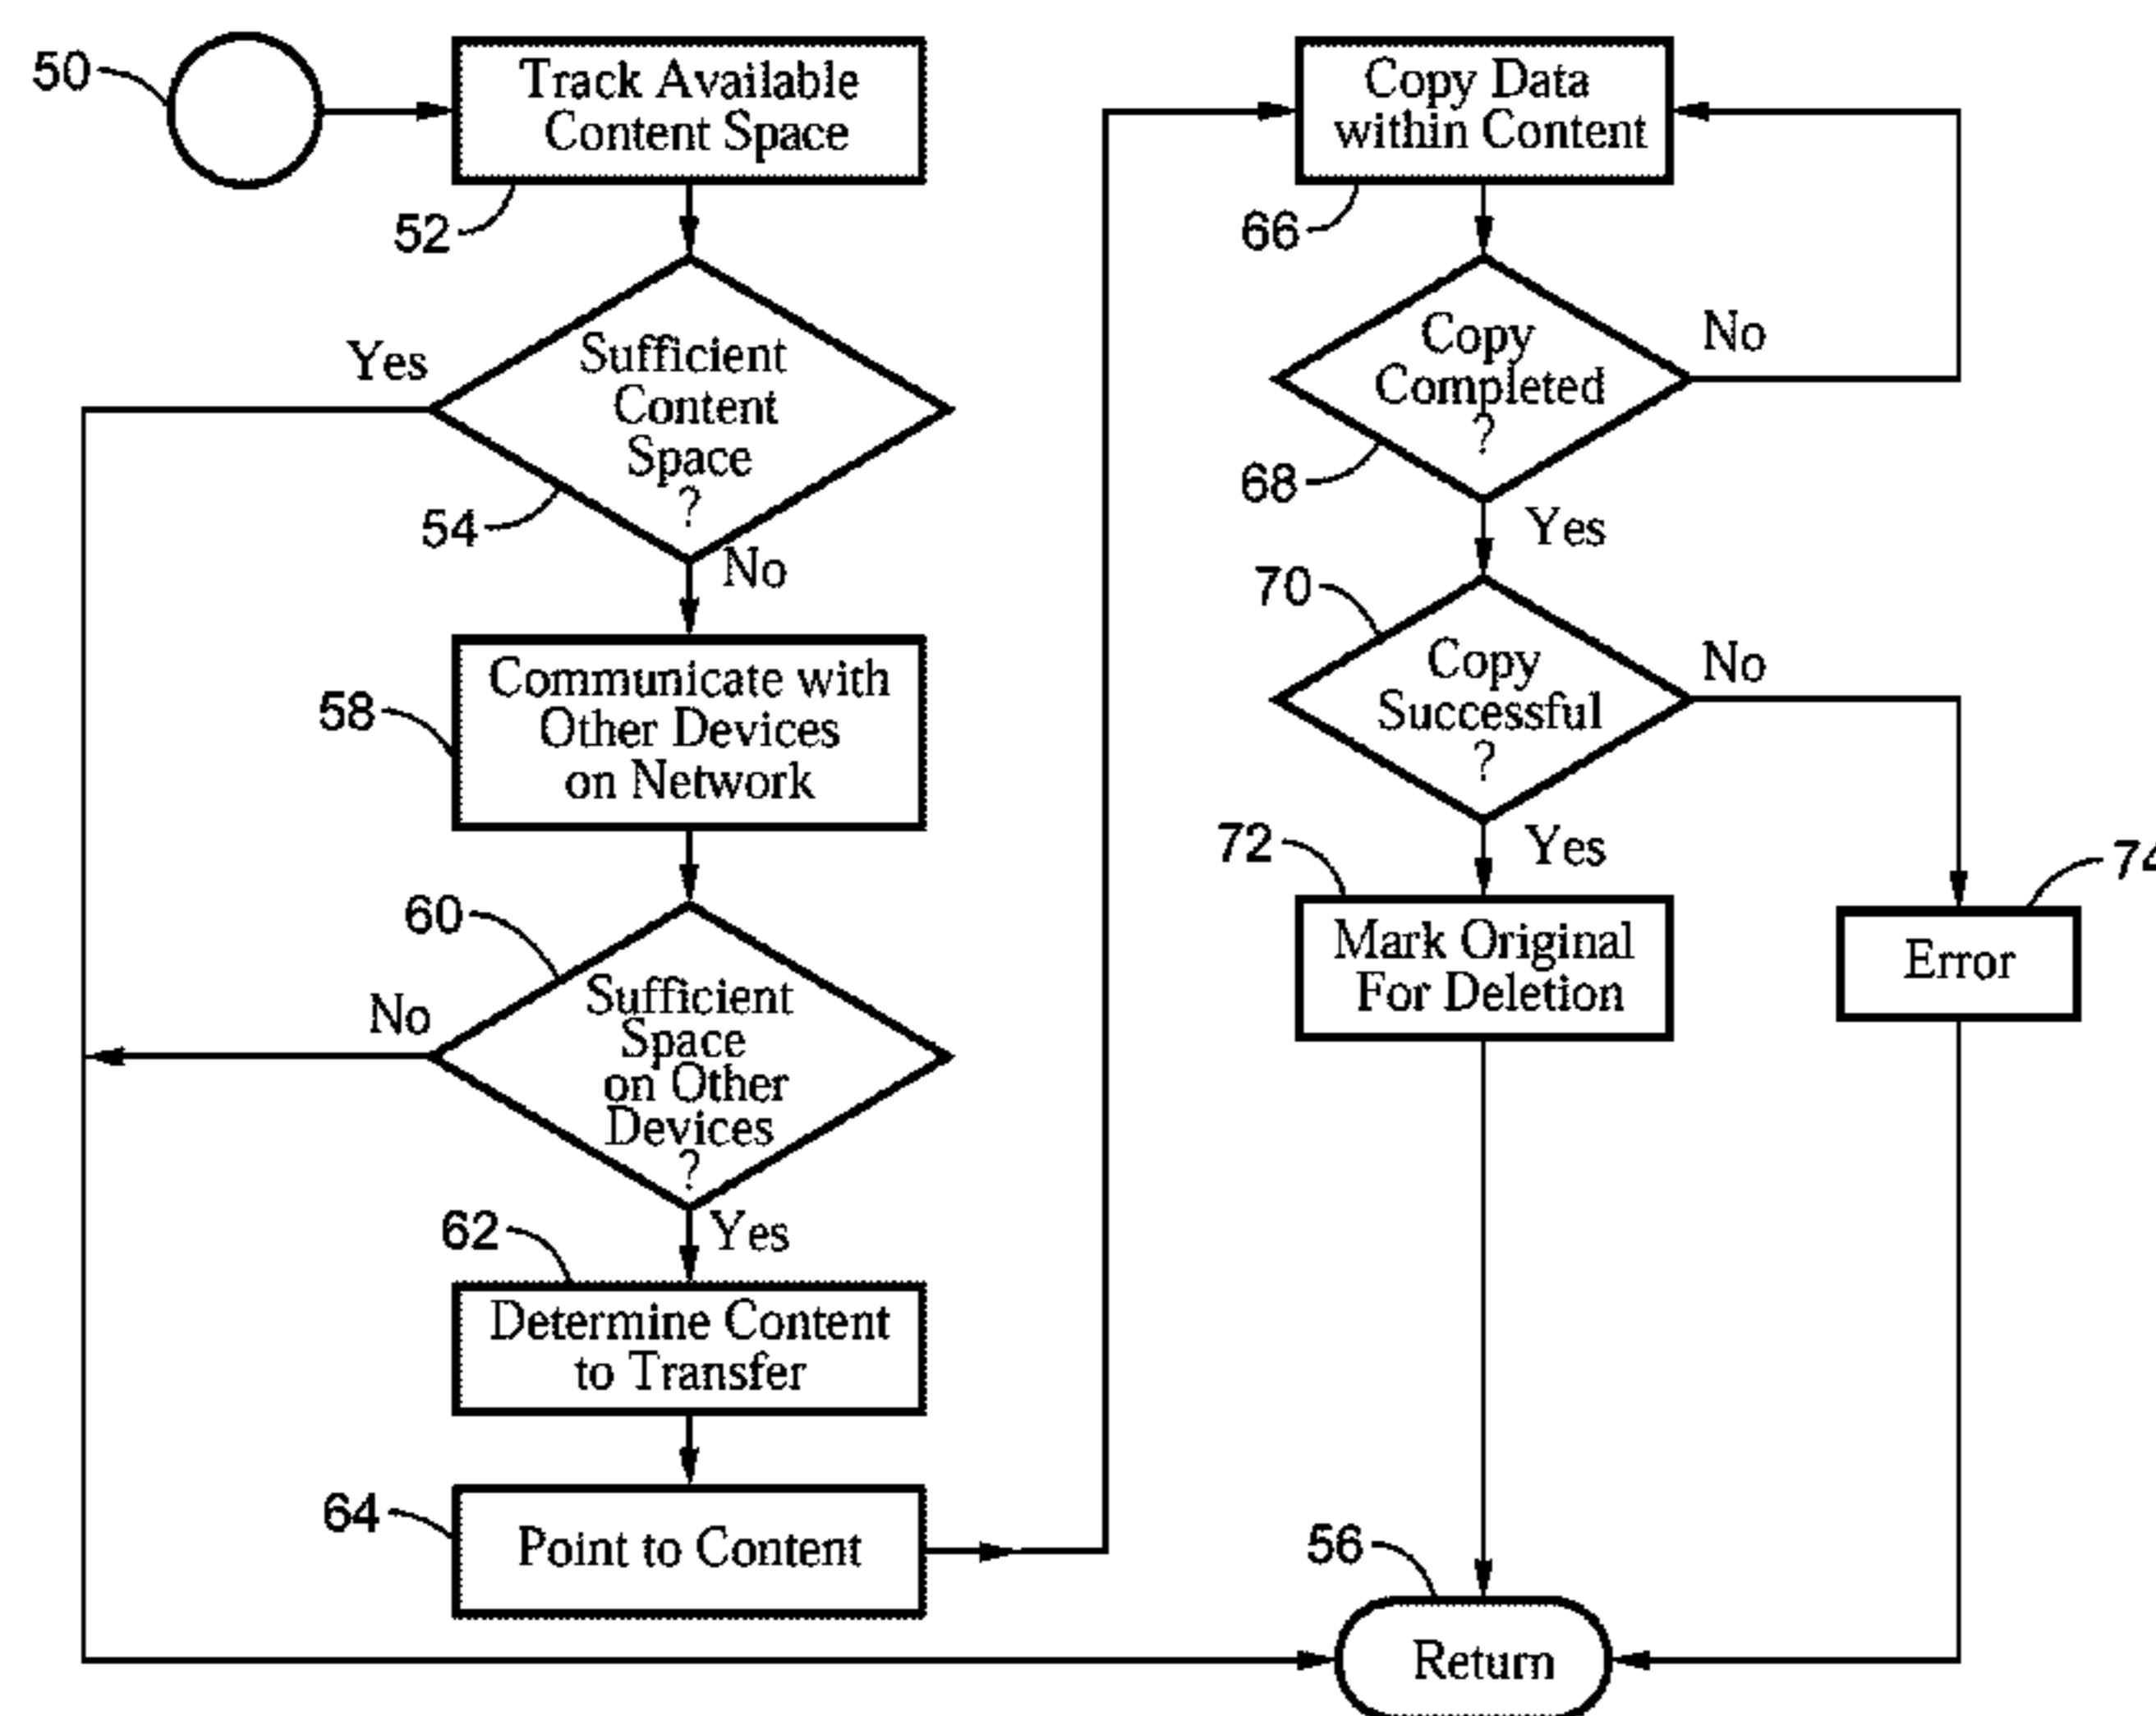 50
Track Available
Content Space
52
Yes
Sufficient
Content
Space
?
54
No
58
Communicate with
Other Devices
on Network
60
No
Sufficient
Space
on Other
Devices
?
62
Yes
Determine Content
to Transfer
64
Point to Content
Copy Data
within Content
66
Copy
Completed
?
No
68
Yes
70
Copy
Successful
?
No
72
Yes
Mark Original
For Deletion
74
Error
56
Return